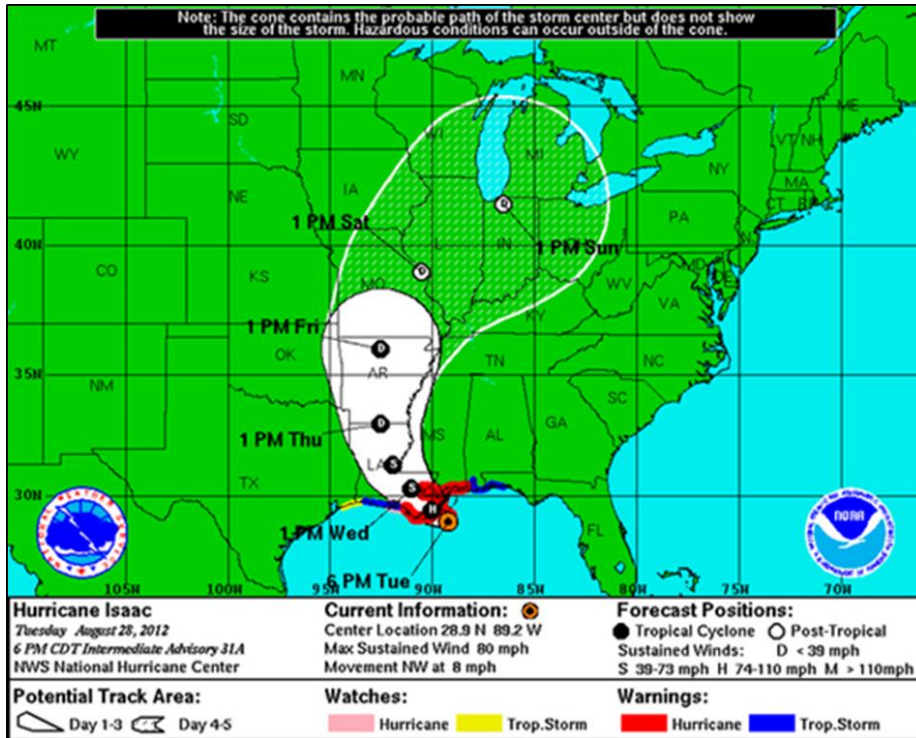 Note: The cone contains the probable path of the storm center but does not show
the size of the storm. Hazardous conditions can occur outside of the cone.
MT
MN
ME
45N
SD
WI
MI
VT NH
WY
NY
MA
IA
CT RI
NE
PA
1 PM Sat
1 PM Sun
NJ
40N
IL
IN
MD DE
CO
KS
MO
WV
VA
KY
1 PM Fri
OK
TN
NC
35N
AR
NM
SC
1 PM Thu
MS AL GA
TX
LA
30N
1 PM Wed
FL
6 PM Tue
NOAA
105W 100W 95W 90W 85W 80W 75W 70W
D
D
D
D
S
S
H
Hurricane Isaac
Tuesday August 28, 2012
6 PM CDT Intermediate Advisory 31A
NWS National Hurricane Center
Current Information:
Center Location 28.9 N 89.2 W
Max Sustained Wind 80 mph
Movement NW at 8 mph
Forecast Positions:
Tropical Cyclone Post-Tropical
Sustained Winds: D < 39 mph
S 39-73 mph H 74-110 mph M > 110mph
Potential Track Area:
Day 1-3 Day 4-5
Watches:
Hurricane Trop.Storm
Warnings:
Hurricane Trop.Storm